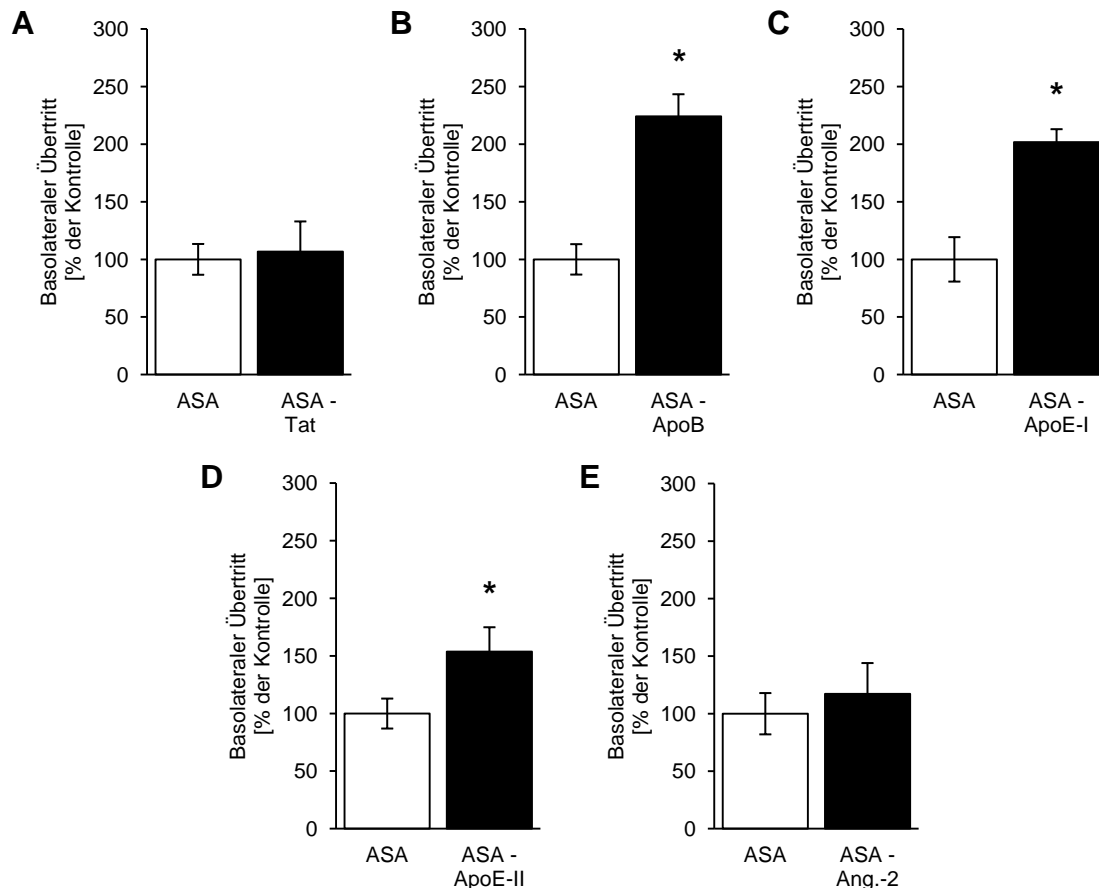 A
Basolateraler Übertritt
[% der Kontrolle]
300
250
200
150
100
50
0
ASA
ASA -
Tat
B
Basolateraler Übertritt
[% der Kontrolle]
300
250
200
150
100
50
0
*
ASA
ASA -
ApoB
C
Basolateraler Übertritt
[% der Kontrolle]
300
250
200
150
100
50
0
*
ASA
ASA -
ApoE-I
D
Basolateraler Übertritt
[% der Kontrolle]
300
250
200
150
100
50
0
*
ASA
ASA -
ApoE-II
E
Basolateraler Übertritt
[% der Kontrolle]
300
250
200
150
100
50
0
ASA
ASA -
Ang.-2